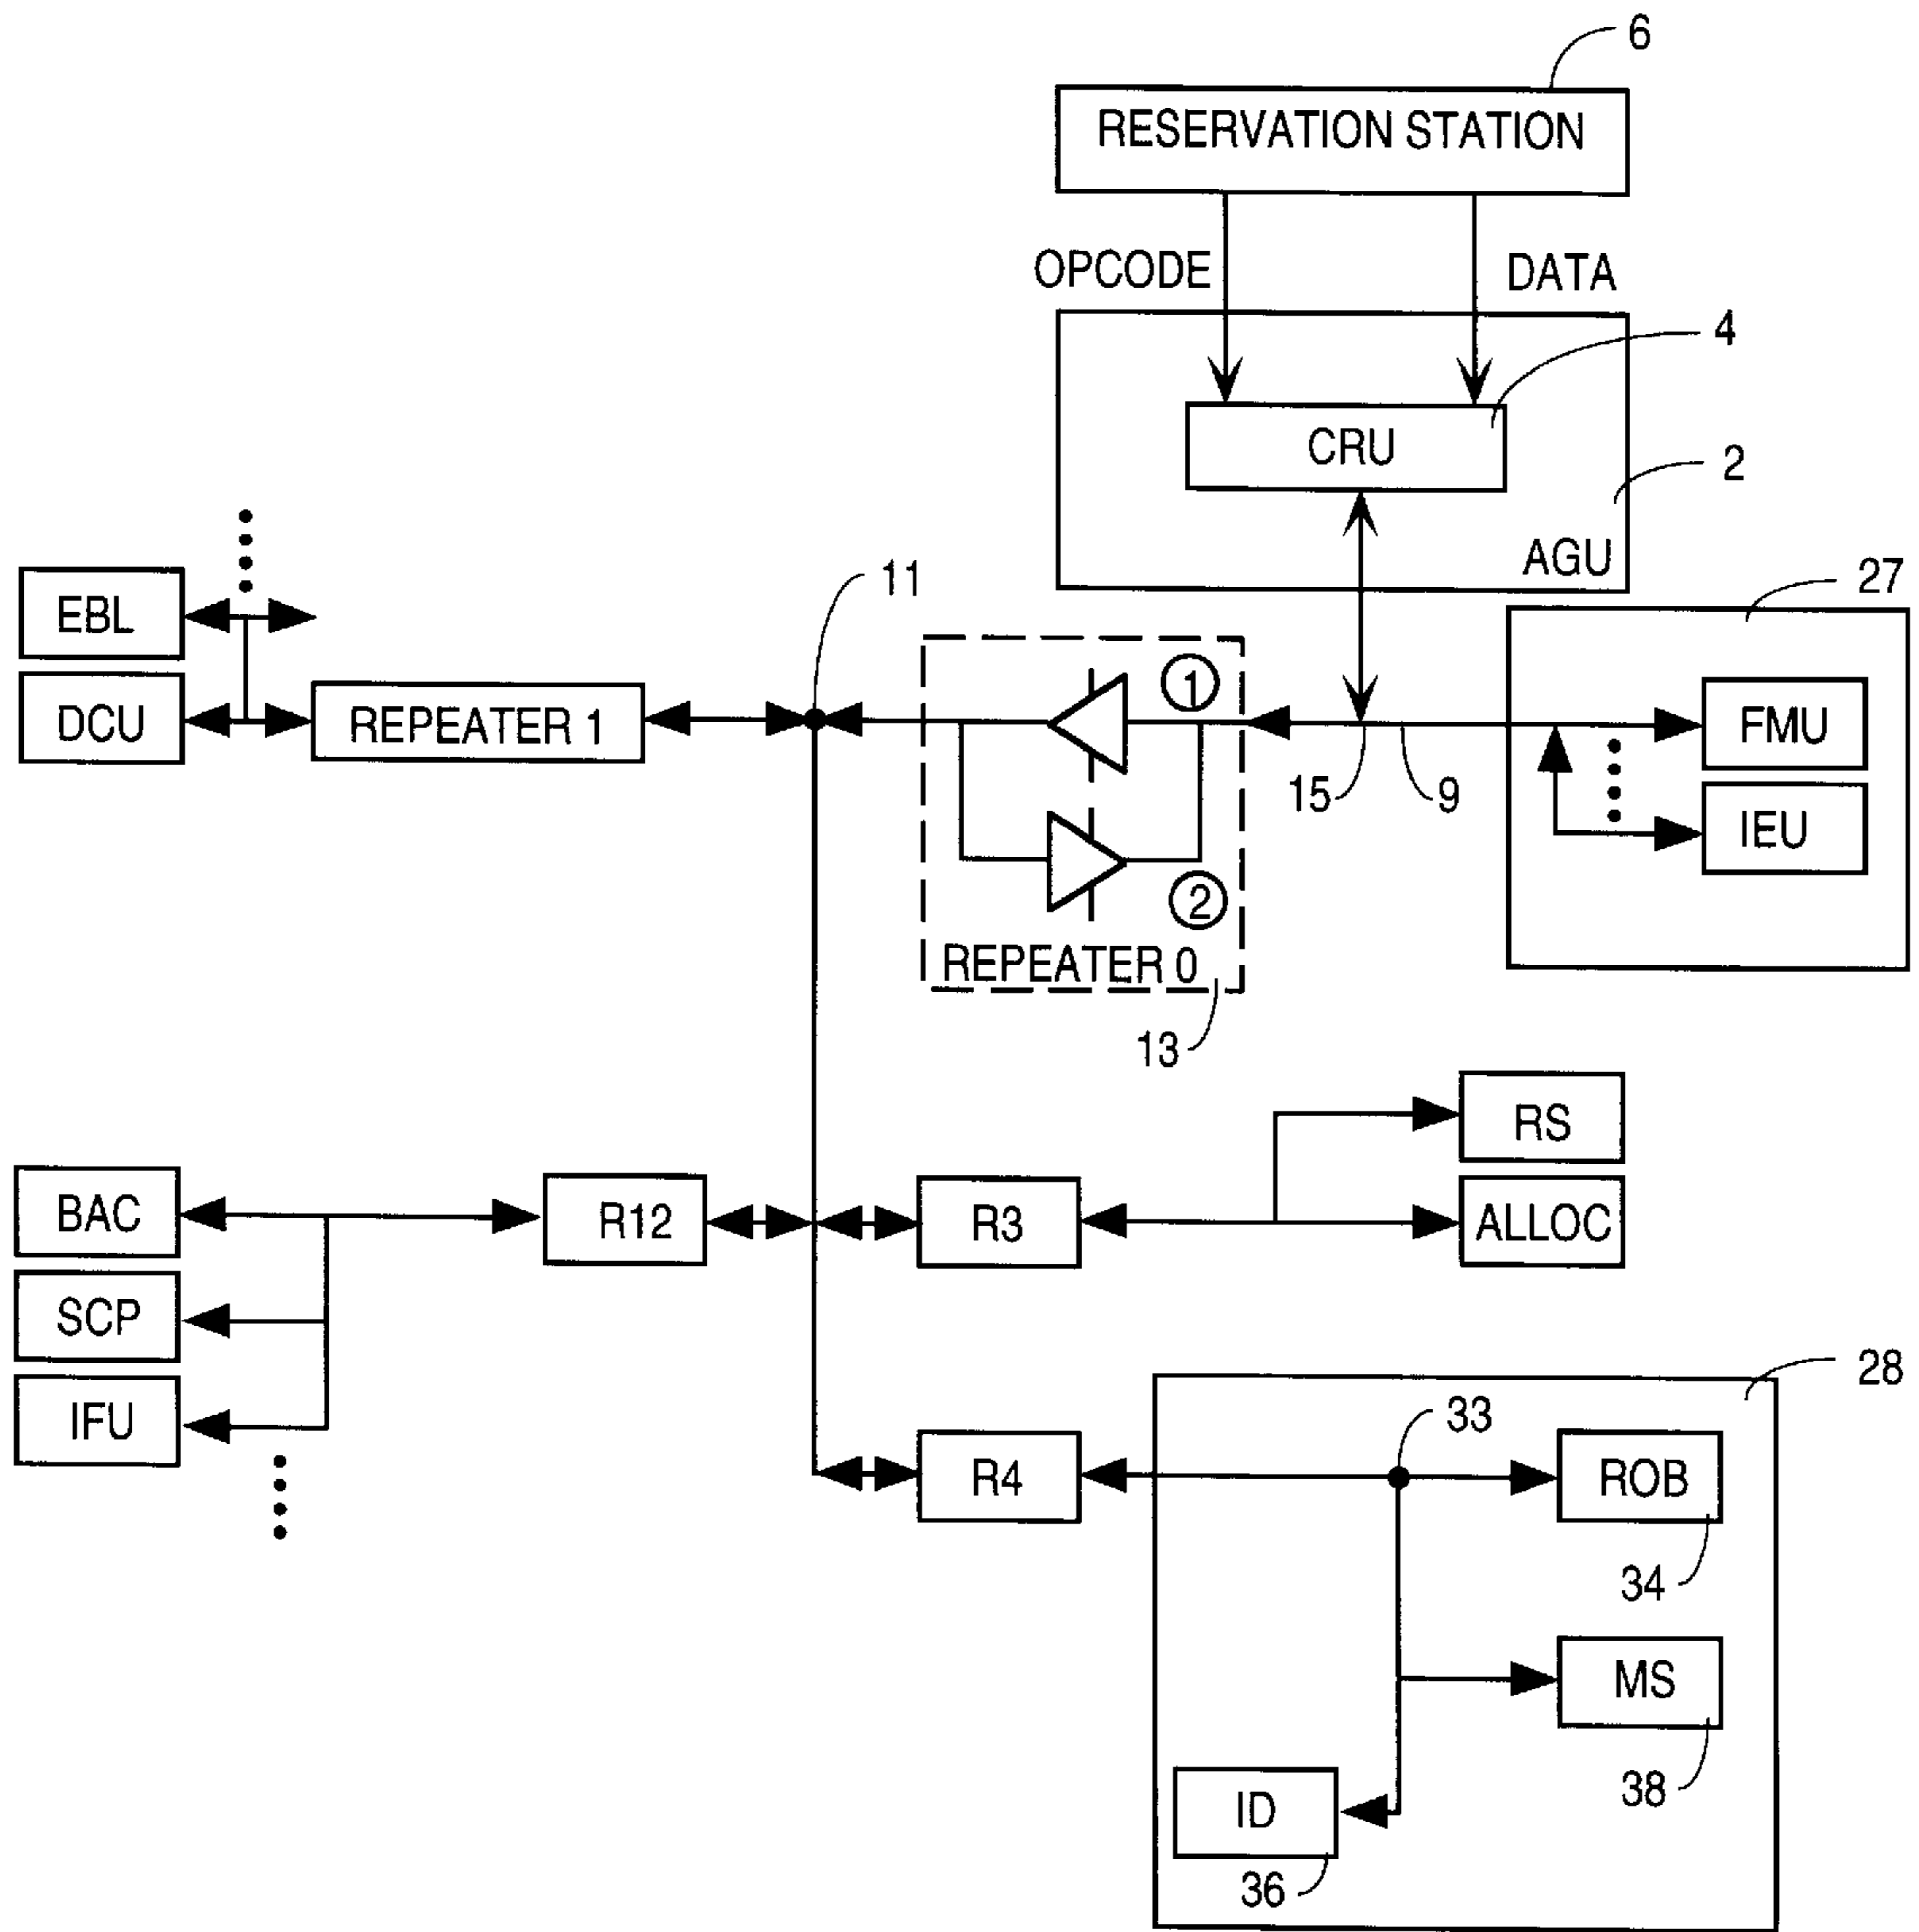 6
RESERVATION STATION
OPCODE
DATA
4
CRU
2
AGU
11
27
EBL
DCU
REPEATER 1
1
FMU
15
9
IEU
2
REPEATER 0
13
RS
BAC
R12
R3
ALLOC
SCP
IFU
28
33
R4
ROB
34
MS
38
ID
36